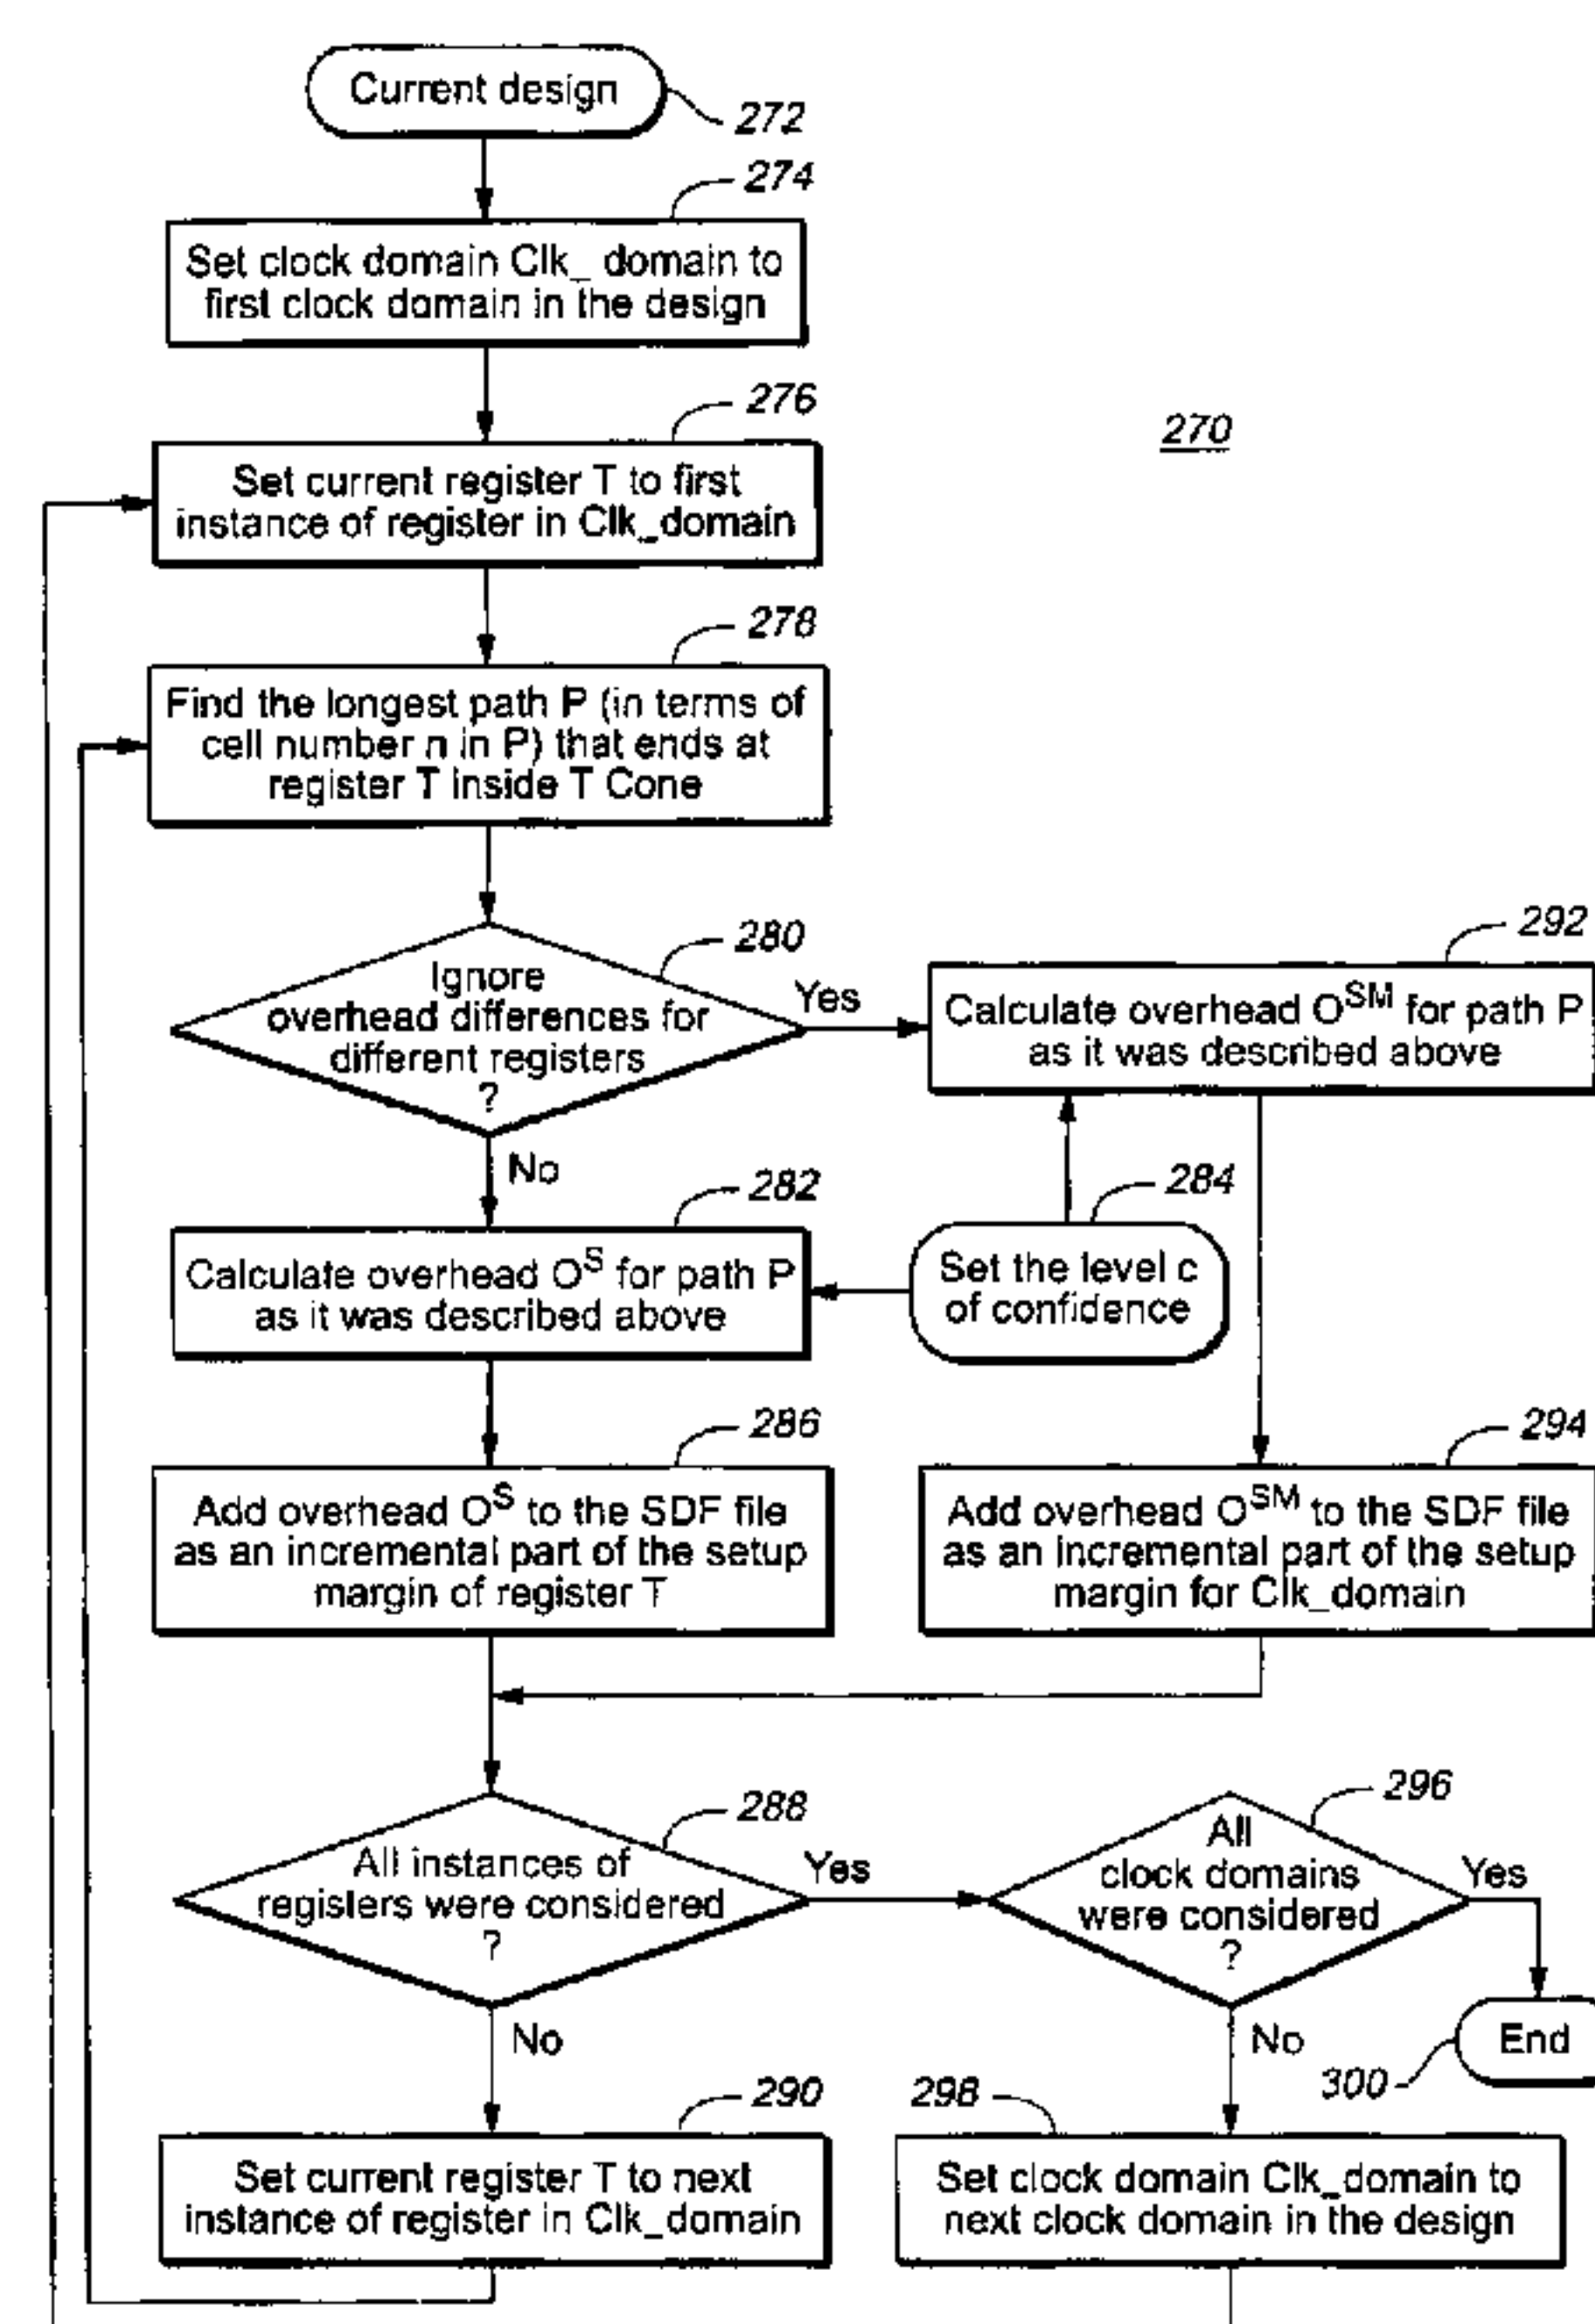 Current design
272
274
Set clock domain Clk_ domain to
first clock domain in the design
276
270
Set current register T to first
instance of register in Clk_domain
278
Find the longest path P (in terms of
cell number n in P) that ends at
register T inside T Cone
280
Ignore
overhead differences for
different registers
?
Yes
No
292
Calculate overhead O^SM for path P
as it was described above
282
Calculate overhead O^S for path P
as it was described above
284
Set the level c
of confidence
286
Add overhead O^S to the SDF file
as an incremental part of the setup
margin of register T
294
Add overhead O^SM to the SDF file
as an incremental part of the setup
margin for Clk_domain
288
All instances of
registers were considered
?
Yes
No
296
All
clock domains
were considered
?
Yes
No
End
300
290
Set current register T to next
instance of register in Clk_domain
298
Set clock domain Clk_domain to
next clock domain in the design